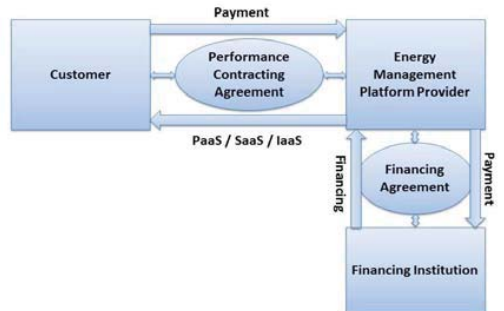 Payment
Customer
Performance
Contracting
Agreement
Energy
Management
Platform Provider
PaaS / SaaS / IaaS
Financing
Financing
Agreement
Payment
Financing Institution